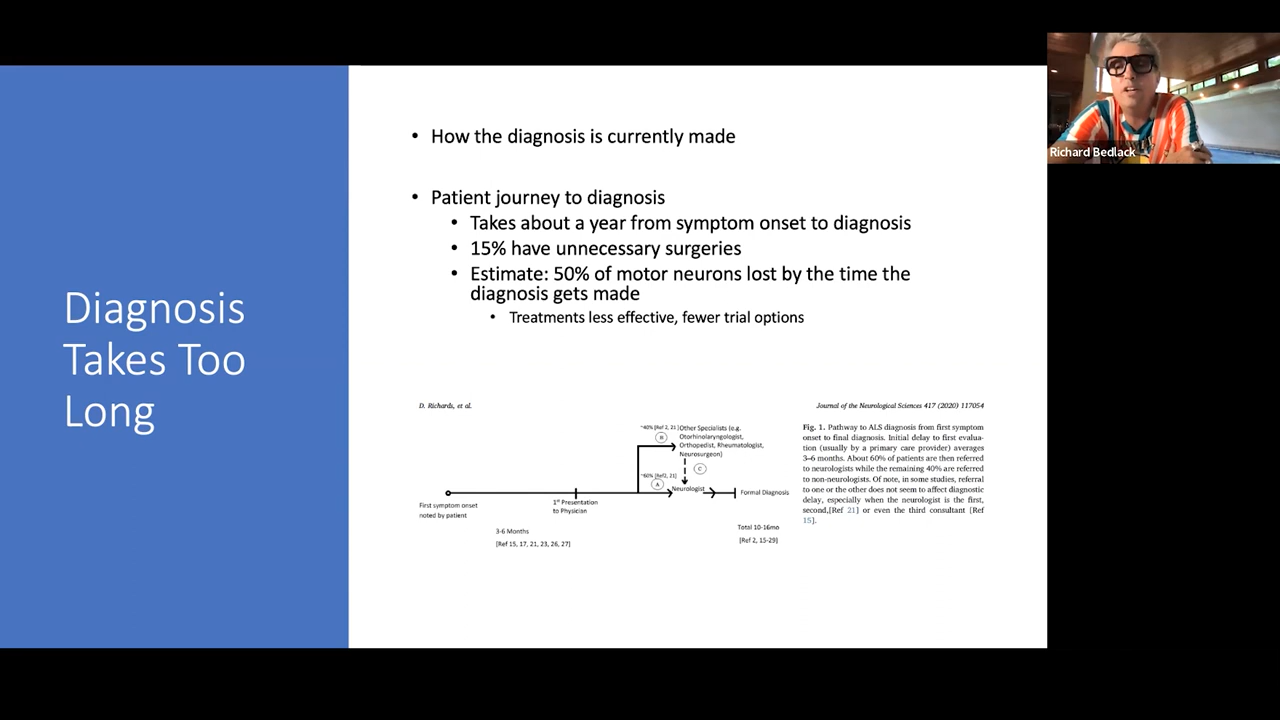 Diagnosis
Takes Too
Long
• How the diagnosis is currently made
• Patient journey to diagnosis
• Takes about a year from symptom onset to diagnosis
• 15% have unnecessary surgeries
• Estimate: 50% of motor neurons lost by the time the
diagnosis gets made
• Treatments less effective, fewer trial options
D. Richards, et al.
Journal of the Neurological Sciences 417 (2020) 117054
~40% [Ref 2, 21]
B
Other Specialists (e.g.
Otorhinolaryngologist,
Orthopedist, Rheumatologist,
Neurosurgeon)
C
~60% [Ref2, 21]
A
Neurologist
Formal Diagnosis
First symptom onset
noted by patient
1st Presentation
to Physician
3-6 Months
[Ref 15, 17, 21, 23, 26, 27]
Total 10-16mo
[Ref 2, 15-29]
Fig. 1. Pathway to ALS diagnosis from first symptom
onset to final diagnosis. Initial delay to first evalua-
tion (usually by a primary care provider) averages
3–6 months. About 60% of patients are then referred
to neurologists while the remaining 40% are referred
to non-neurologists. Of note, in some studies, referral
to one or the other does not seem to affect diagnostic
delay, especially when the neurologist is the first,
second,[Ref 21] or even the third consultant [Ref
15].
Richard Bedlack